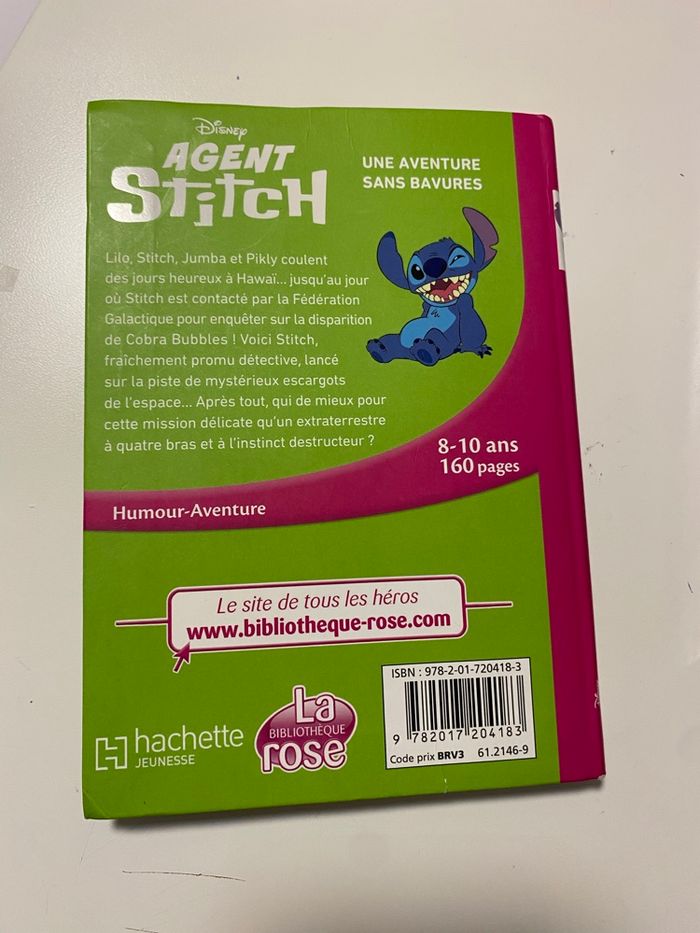 Disney
AGENT
Stitch
UNE AVENTURE
SANS BAVURES
Lilo, Stitch, Jumba et Pikly coulent
des jours heureux à Hawaï... jusqu'au jour
où Stitch est contacté par la Fédération
Galactique pour enquêter sur la disparition
de Cobra Bubbles ! Voici Stitch,
fraîchement promu détective, lancé
sur la piste de mystérieux escargots
de l'espace... Après tout, qui de mieux pour
cette mission délicate qu'un extraterrestre
à quatre bras et à l'instinct destructeur ?
8-10 ans
160 pages
Humour-Aventure
Le site de tous les héros
www.bibliotheque-rose.com
ISBN : 978-2-01-720418-3
9 782017 204183
Code prix BRV3 61.2146-9
hachette
JEUNESSE
La
BIBLIOTHÈQUE
rose